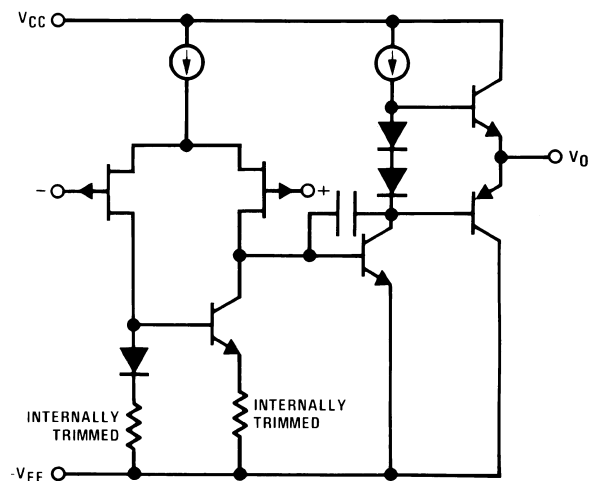 VCC
−
+
VO
INTERNALLY
TRIMMED
INTERNALLY
TRIMMED
-VEE